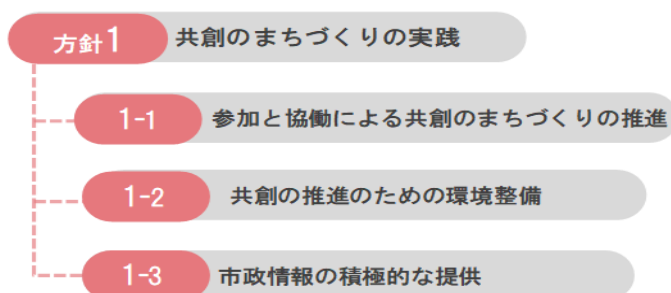 方針1 共創のまちづくりの実践
1-1 参加と協働による共創のまちづくりの推進
1-2 共創の推進のための環境整備
1-3 市政情報の積極的な提供